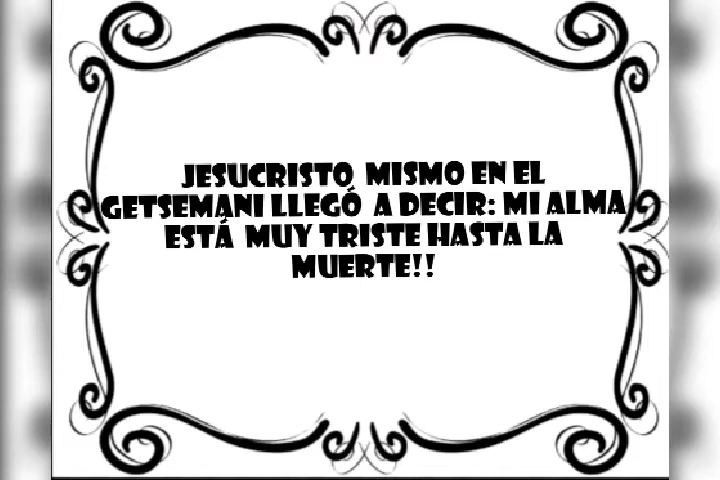 JESUCRISTO MISMO EN EL
GETSEMANI LLEGÓ A DECIR: MI ALMA
ESTÁ MUY TRISTE HASTA LA
MUERTE!!